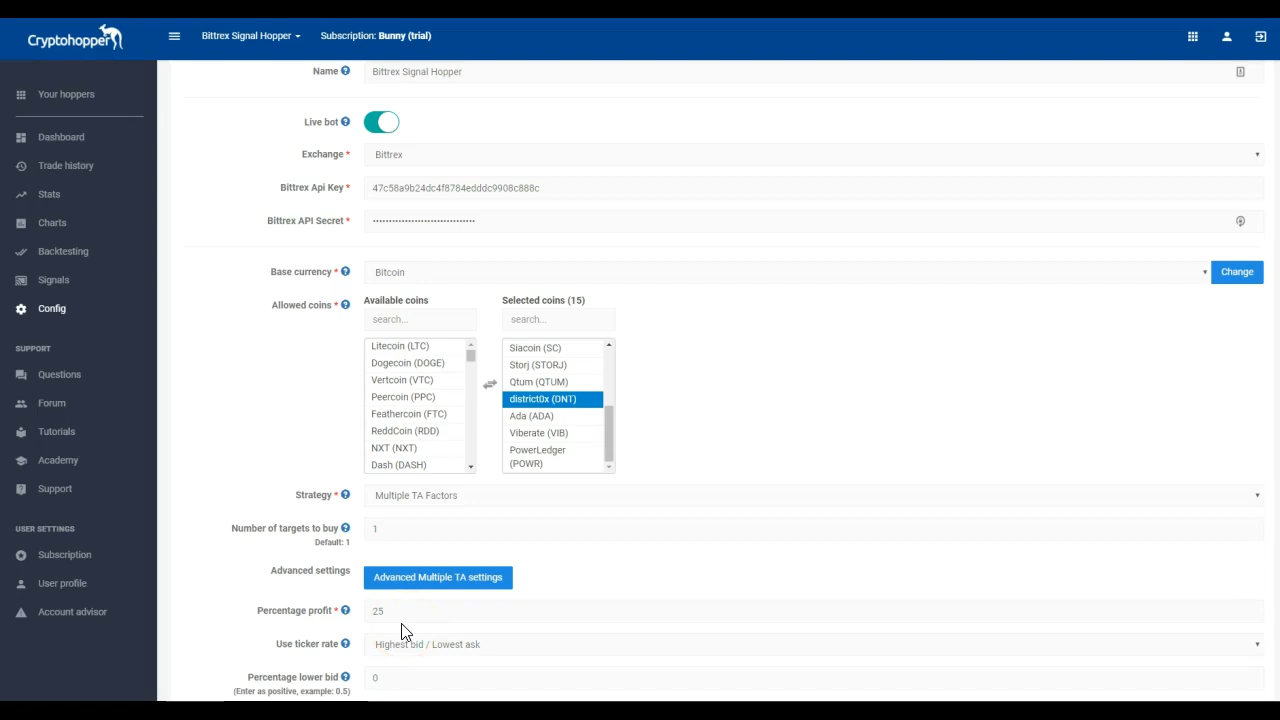 Cryptohopper
Bittrex Signal Hopper
Subscription: Bunny (trial)
Your hoppers
Dashboard
Trade history
Stats
Charts
Backtesting
Signals
Config
SUPPORT
Questions
Forum
Tutorials
Academy
Support
USER SETTINGS
Subscription
User profile
Account advisor
Name ?
Bittrex Signal Hopper
Live bot ?
Exchange *
Bittrex
Bittrex Api Key *
47c58a9b24dc4f8784edddc9908c888c
Bittrex API Secret *
Base currency * ?
Bitcoin
Change
Allowed coins * ?
Available coins
search...
Litecoin (LTC)
Dogecoin (DOGE)
Vertcoin (VTC)
Peercoin (PPC)
Feathercoin (FTC)
ReddCoin (RDD)
NXT (NXT)
Dash (DASH)
Selected coins (15)
search...
Siacoin (SC)
Storj (STORJ)
Qtum (QTUM)
district0x (DNT)
Ada (ADA)
Viberate (VIB)
PowerLedger
(POWR)
Strategy * ?
Multiple TA Factors
Number of targets to buy ?
Default: 1
1
Advanced settings
Advanced Multiple TA settings
Percentage profit * ?
25
Use ticker rate ?
Highest bid / Lowest ask
Percentage lower bid ?
(Enter as positive, example: 0.5)
0